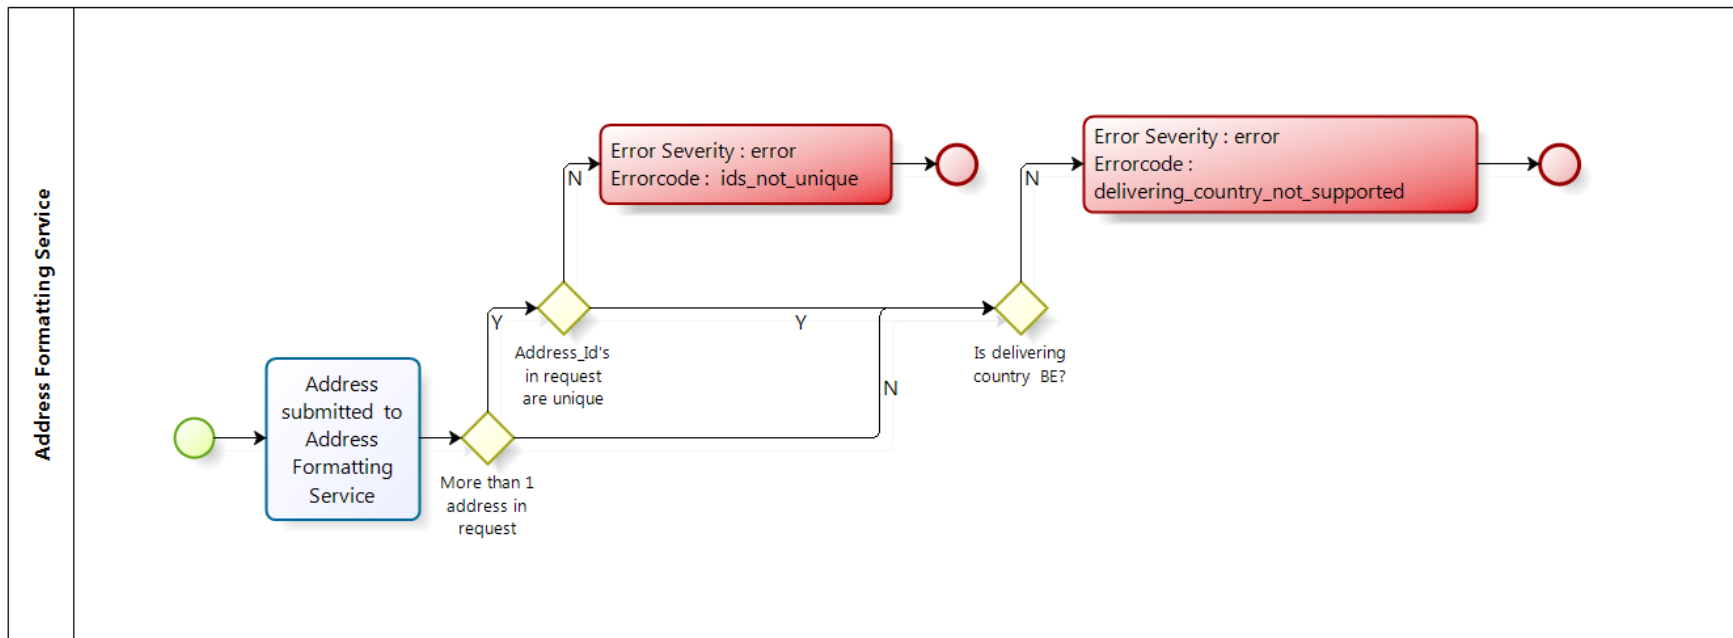 Address Formatting Service
Error Severity : error
Errorcode :  ids_not_unique
Error Severity : error
Errorcode :
delivering_country_not_supported
N
N
Y
Y
Address_Id's
in request
are unique
Is delivering
country  BE?
N
Address
submitted  to
Address
Formatting
Service
More than 1
address in
request